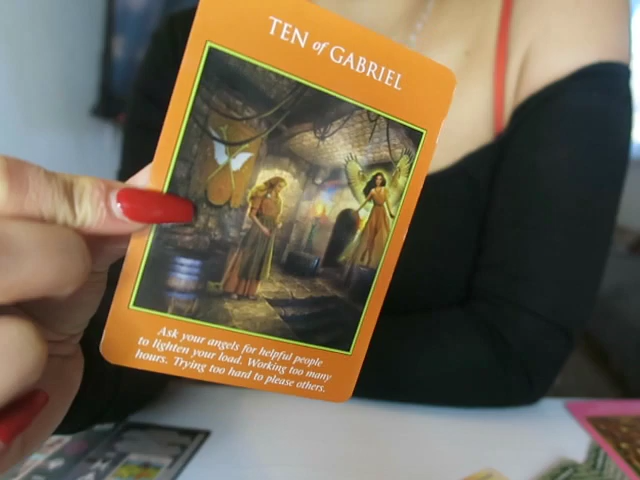 TEN of GABRIEL
Ask your angels for helpful people
to lighten your load. Working too many
hours. Trying too hard to please others.